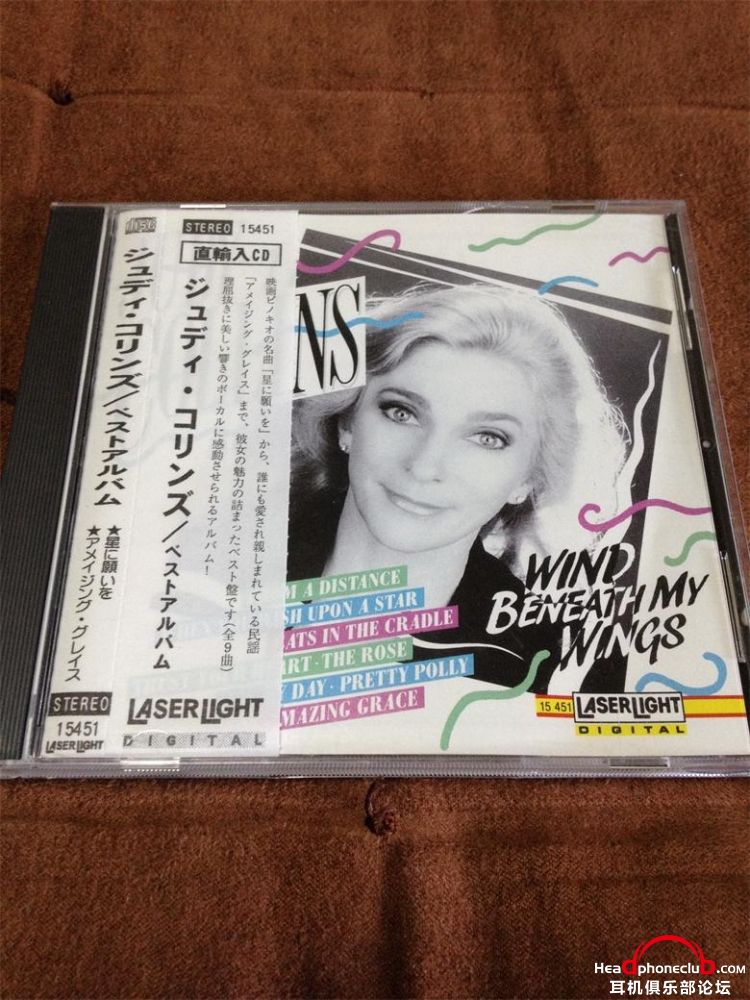 DISC
ジュディ・コリンズ/ベストアルバム
★星に願いを
★アメイジング・グレイス
STEREO
15451
LASERLIGHT
STEREO 15451
直輸入CD
映画ピノキオの名曲「星に願いを」から、誰にも愛され親しまれている民謡
「アメイジング・グレイス」まで、彼女の魅力の詰まったベスト盤です(全9曲)
理屈抜きに美しい響きのボーカルに感動させられるアルバム!
ジュディ・コリンズ/ベストアルバム
LASERLIGHT
DIGITAL
NS
M A DISTANCE
SH UPON A STAR
ATS IN THE CRADLE
ART · THE ROSE
Y DAY · PRETTY POLLY
MAZING GRACE
WIND
BENEATH MY
WINGS
15 451 LASERLIGHT
DIGITAL
Headphoneclub.com
耳机俱乐部论坛